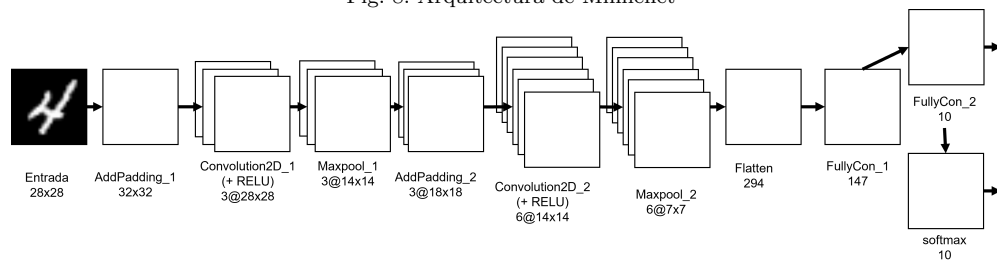 Entrada
28x28
AddPadding_1
32x32
Convolution2D_1
(+ RELU)
3@28x28
Maxpool_1
3@14x14
AddPadding_2
3@18x18
Convolution2D_2
(+ RELU)
6@14x14
Maxpool_2
6@7x7
Flatten
294
FullyCon_1
147
FullyCon_2
10
softmax
10